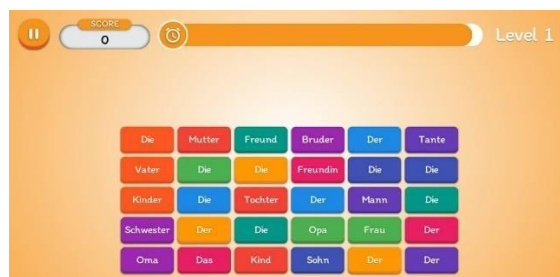 SCORE
0
Level 1
Die Mutter Freund Bruder Der Tante
Vater Die Die Freundin Die Die
Kinder Die Tochter Der Mann Die
Schwester Der Die Opa Frau Der
Oma Das Kind Sohn Der Der